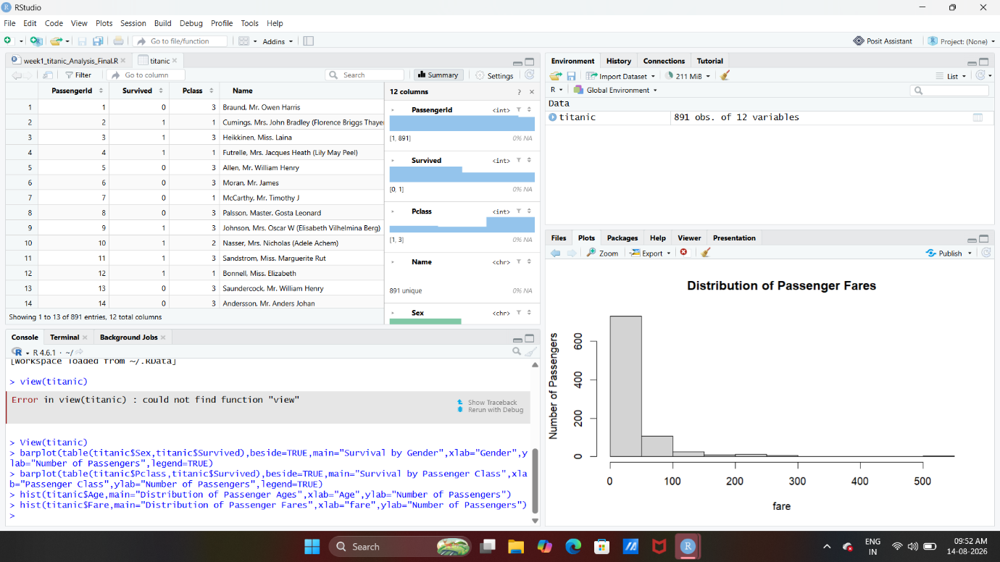 RStudio
File Edit Code View Plots Session Build Debug Profile Tools Help
Go to file/function Addins Posit Assistant Project: (None)
week1_titanic_Analysis_Final.R titanic
Filter Go to column Search Summary Settings
PassengerId Survived Pclass Name
1 1 0 3 Braund, Mr. Owen Harris
2 2 1 1 Cumings, Mrs. John Bradley (Florence Briggs Thaye
3 3 1 3 Heikkinen, Miss. Laina
4 4 1 1 Futrelle, Mrs. Jacques Heath (Lily May Peel)
5 5 0 3 Allen, Mr. William Henry
6 6 0 3 Moran, Mr. James
7 7 0 1 McCarthy, Mr. Timothy J
8 8 0 3 Palsson, Master. Gosta Leonard
9 9 1 3 Johnson, Mrs. Oscar W (Elisabeth Vilhelmina Berg)
10 10 1 2 Nasser, Mrs. Nicholas (Adele Achem)
11 11 1 3 Sandstrom, Miss. Marguerite Rut
12 12 1 1 Bonnell, Miss. Elizabeth
13 13 0 3 Saundercock, Mr. William Henry
14 14 0 3 Andersson, Mr. Anders Johan
Showing 1 to 13 of 891 entries, 12 total columns
12 columns ?
PassengerId <int>
[1, 891] 0% NA
Survived <int>
[0, 1] 0% NA
Pclass <int>
[1, 3] 0% NA
Name <chr>
891 unique 0% NA
Sex <chr>
Console Terminal Background Jobs
R R 4.6.1 · ~/
[Workspace loaded from ~/.RData]
> view(titanic)
Error in view(titanic) : could not find function "view"
Show Traceback
Rerun with Debug
> View(titanic)
> barplot(table(titanic$Sex,titanic$Survived),beside=TRUE,main="Survival by Gender",xlab="Gender",y
lab="Number of Passengers",legend=TRUE)
> barplot(table(titanic$Pclass,titanic$Survived),beside=TRUE,main="Survival by Passenger Class",xla
b="Passenger Class",ylab="Number of Passengers",legend=TRUE)
> hist(titanic$Age,main="Distribution of Passenger Ages",xlab="Age",ylab="Number of Passengers")
> hist(titanic$Fare,main="Distribution of Passenger Fares",xlab="fare",ylab="Number of Passengers")
>
Environment History Connections Tutorial
Import Dataset 211 MiB List
R Global Environment
Data
titanic 891 obs. of 12 variables
Files Plots Packages Help Viewer Presentation
Zoom Export Publish
Distribution of Passenger Fares
Number of Passengers
600
400
200
0
0 100 200 300 400 500
fare
Search
ENG
IN
09:52 AM
14-08-2026